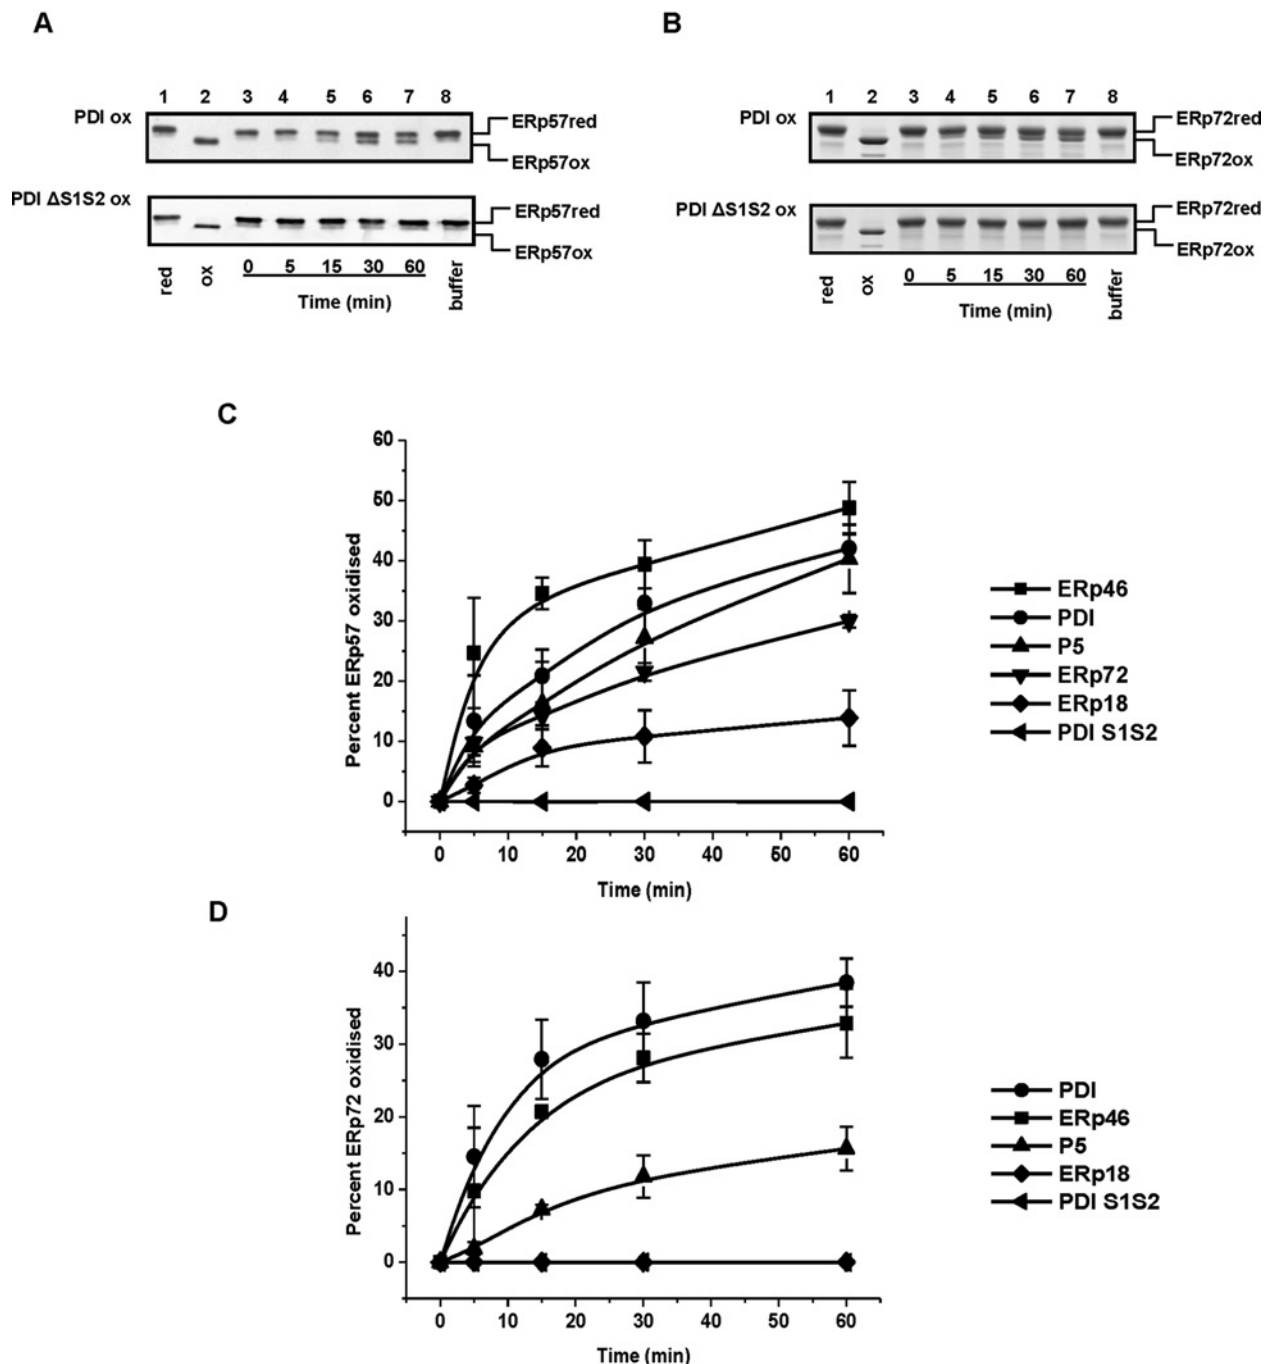 A
1 2 3 4 5 6 7 8
PDI ox
ERp57red
ERp57ox
PDI ΔS1S2 ox
ERp57red
ERp57ox
red ox 0 5 15 30 60 buffer
Time (min)
B
1 2 3 4 5 6 7 8
PDI ox
ERp72red
ERp72ox
PDI ΔS1S2 ox
ERp72red
ERp72ox
red ox 0 5 15 30 60 buffer
Time (min)
C
Percent ERp57 oxidised
60
50
40
30
20
10
0
0 10 20 30 40 50 60
Time (min)
ERp46
PDI
P5
ERp72
ERp18
PDI S1S2
D
Percent ERp72 oxidised
40
30
20
10
0
0 10 20 30 40 50 60
Time (min)
PDI
ERp46
P5
ERp18
PDI S1S2